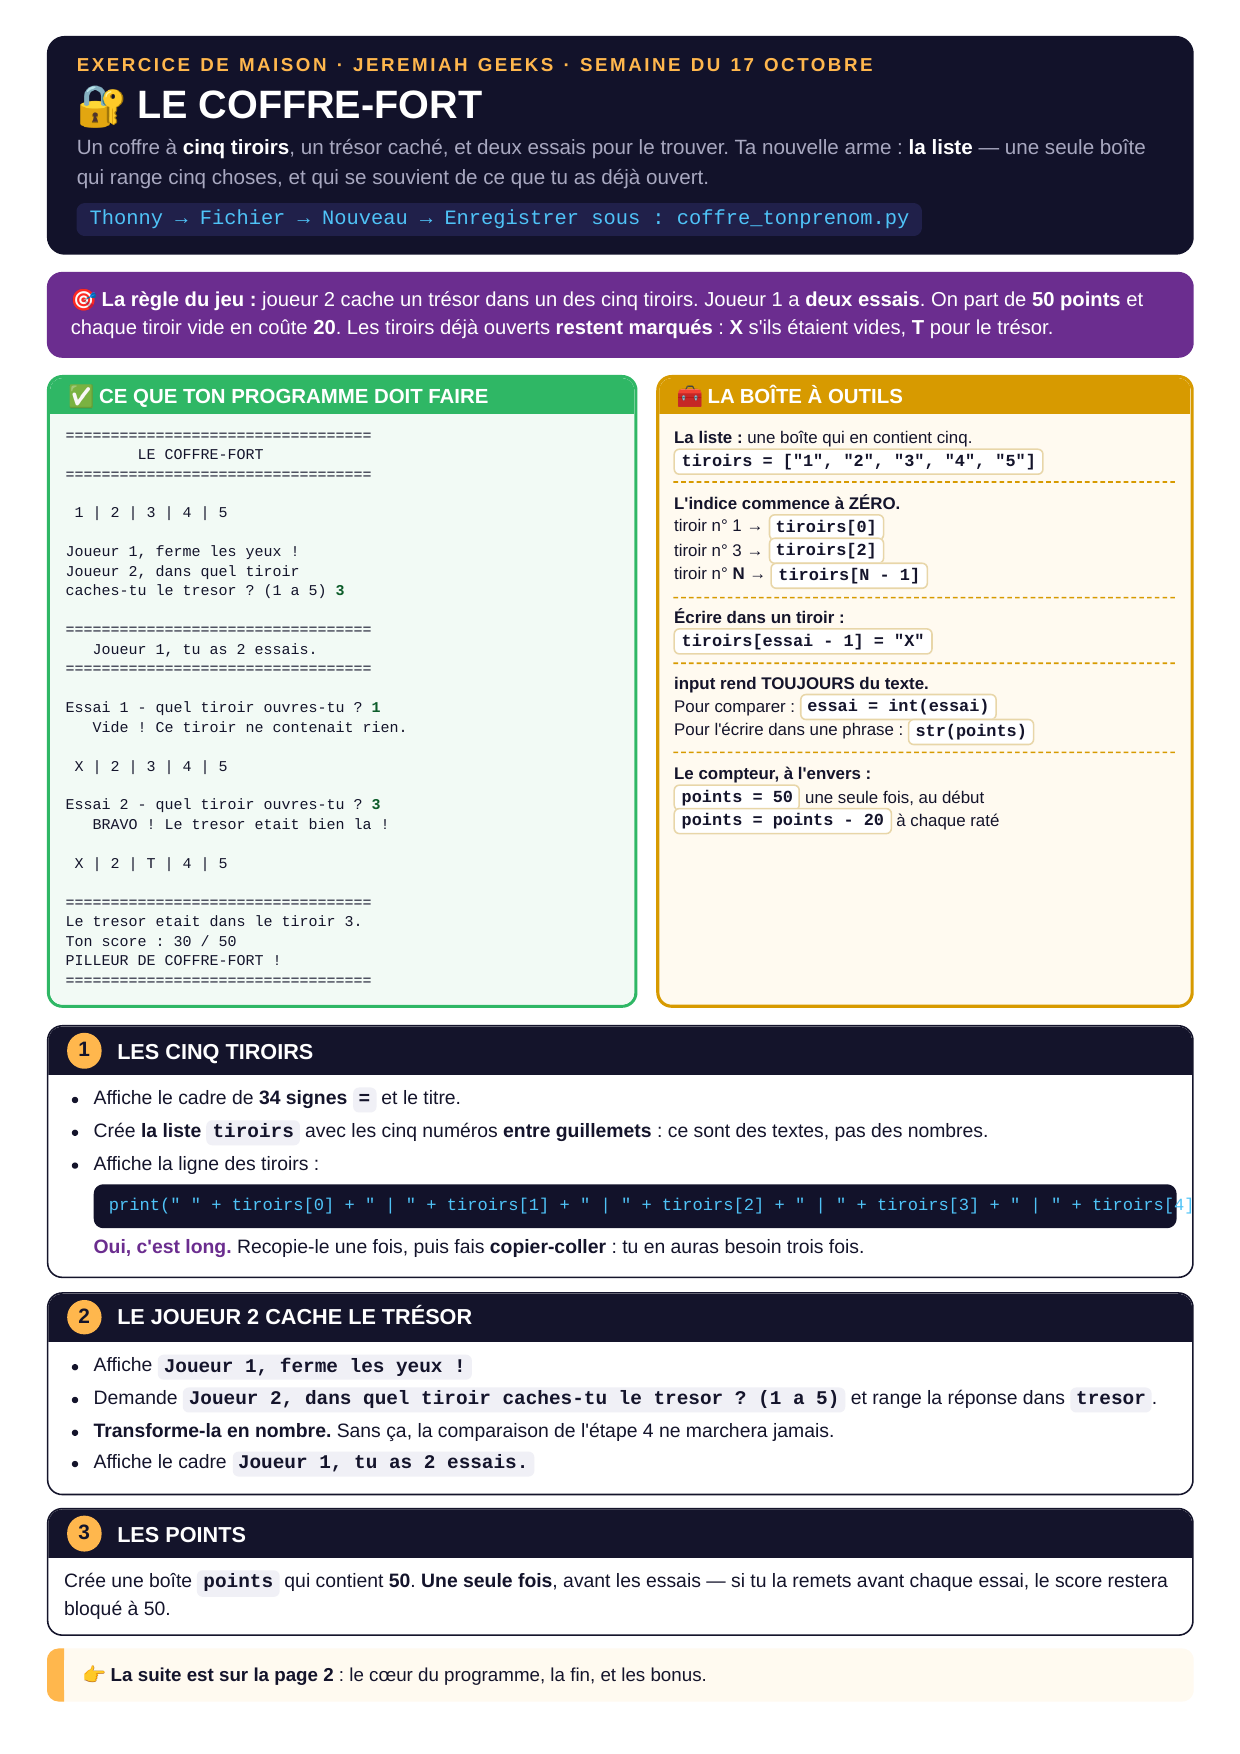 EXERCICE DE MAISON · JEREMIAH GEEKS · SEMAINE DU 17 OCTOBRE
🔐 LE COFFRE-FORT
Un coffre à cinq tiroirs, un trésor caché, et deux essais pour le trouver. Ta nouvelle arme : la liste — une seule boîte
qui range cinq choses, et qui se souvient de ce que tu as déjà ouvert.
Thonny → Fichier → Nouveau → Enregistrer sous : coffre_tonprenom.py
🎯 La règle du jeu : joueur 2 cache un trésor dans un des cinq tiroirs. Joueur 1 a deux essais. On part de 50 points et
chaque tiroir vide en coûte 20. Les tiroirs déjà ouverts restent marqués : X s'ils étaient vides, T pour le trésor.
✅ CE QUE TON PROGRAMME DOIT FAIRE
==================================
LE COFFRE-FORT
==================================
1 | 2 | 3 | 4 | 5
Joueur 1, ferme les yeux !
Joueur 2, dans quel tiroir
caches-tu le tresor ? (1 a 5) 3
==================================
Joueur 1, tu as 2 essais.
==================================
Essai 1 - quel tiroir ouvres-tu ? 1
Vide ! Ce tiroir ne contenait rien.
X | 2 | 3 | 4 | 5
Essai 2 - quel tiroir ouvres-tu ? 3
BRAVO ! Le tresor etait bien la !
X | 2 | T | 4 | 5
==================================
Le tresor etait dans le tiroir 3.
Ton score : 30 / 50
PILLEUR DE COFFRE-FORT !
==================================
🧰 LA BOÎTE À OUTILS
La liste : une boîte qui en contient cinq.
tiroirs = ["1", "2", "3", "4", "5"]
L'indice commence à ZÉRO.
tiroir n° 1 → tiroirs[0]
tiroir n° 3 → tiroirs[2]
tiroir n° N → tiroirs[N - 1]
Écrire dans un tiroir :
tiroirs[essai - 1] = "X"
input rend TOUJOURS du texte.
Pour comparer : essai = int(essai)
Pour l'écrire dans une phrase : str(points)
Le compteur, à l'envers :
points = 50 une seule fois, au début
points = points - 20 à chaque raté
1 LES CINQ TIROIRS
• Affiche le cadre de 34 signes = et le titre.
• Crée la liste tiroirs avec les cinq numéros entre guillemets : ce sont des textes, pas des nombres.
• Affiche la ligne des tiroirs :
print(" " + tiroirs[0] + " | " + tiroirs[1] + " | " + tiroirs[2] + " | " + tiroirs[3] + " | " + tiroirs[4]
Oui, c'est long. Recopie-le une fois, puis fais copier-coller : tu en auras besoin trois fois.
2 LE JOUEUR 2 CACHE LE TRÉSOR
• Affiche Joueur 1, ferme les yeux !
• Demande Joueur 2, dans quel tiroir caches-tu le tresor ? (1 a 5) et range la réponse dans tresor.
• Transforme-la en nombre. Sans ça, la comparaison de l'étape 4 ne marchera jamais.
• Affiche le cadre Joueur 1, tu as 2 essais.
3 LES POINTS
Crée une boîte points qui contient 50. Une seule fois, avant les essais — si tu la remets avant chaque essai, le score restera
bloqué à 50.
👉 La suite est sur la page 2 : le cœur du programme, la fin, et les bonus.